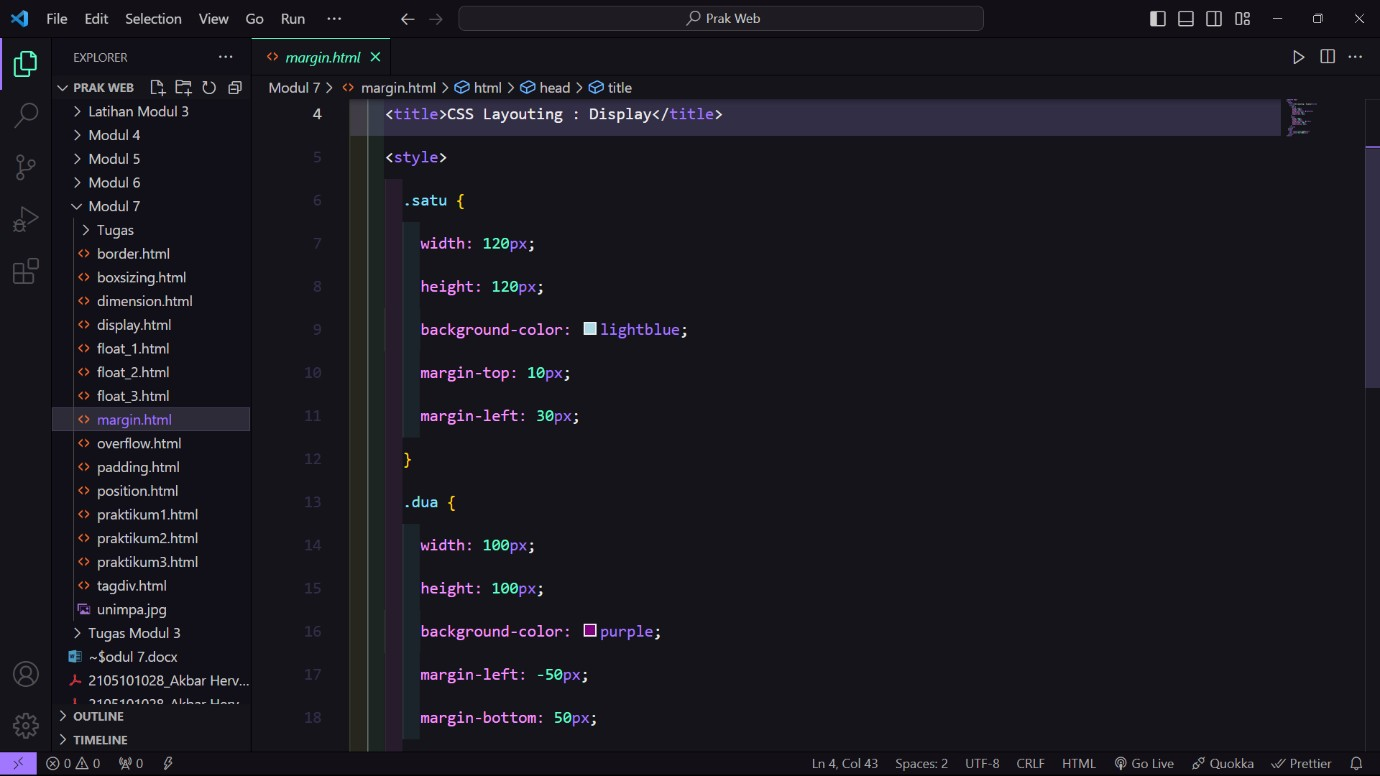 File Edit Selection View Go Run ··· Prak Web
EXPLORER ···
PRAK WEB
Latihan Modul 3
Modul 4
Modul 5
Modul 6
Modul 7
Tugas
border.html
boxsizing.html
dimension.html
display.html
float_1.html
float_2.html
float_3.html
margin.html
overflow.html
padding.html
position.html
praktikum1.html
praktikum2.html
praktikum3.html
tagdiv.html
unimpa.jpg
Tugas Modul 3
~$odul 7.docx
2105101028_Akbar Herv...
2105101028_Akbar Herv...
OUTLINE
TIMELINE
margin.html
Modul 7 > margin.html > html > head > title
4 <title>CSS Layouting : Display</title>
5 <style>
6 .satu {
7 width: 120px;
8 height: 120px;
9 background-color: lightblue;
10 margin-top: 10px;
11 margin-left: 30px;
12 }
13 .dua {
14 width: 100px;
15 height: 100px;
16 background-color: purple;
17 margin-left: -50px;
18 margin-bottom: 50px;
0 0 0 Ln 4, Col 43 Spaces: 2 UTF-8 CRLF HTML Go Live Quokka Prettier